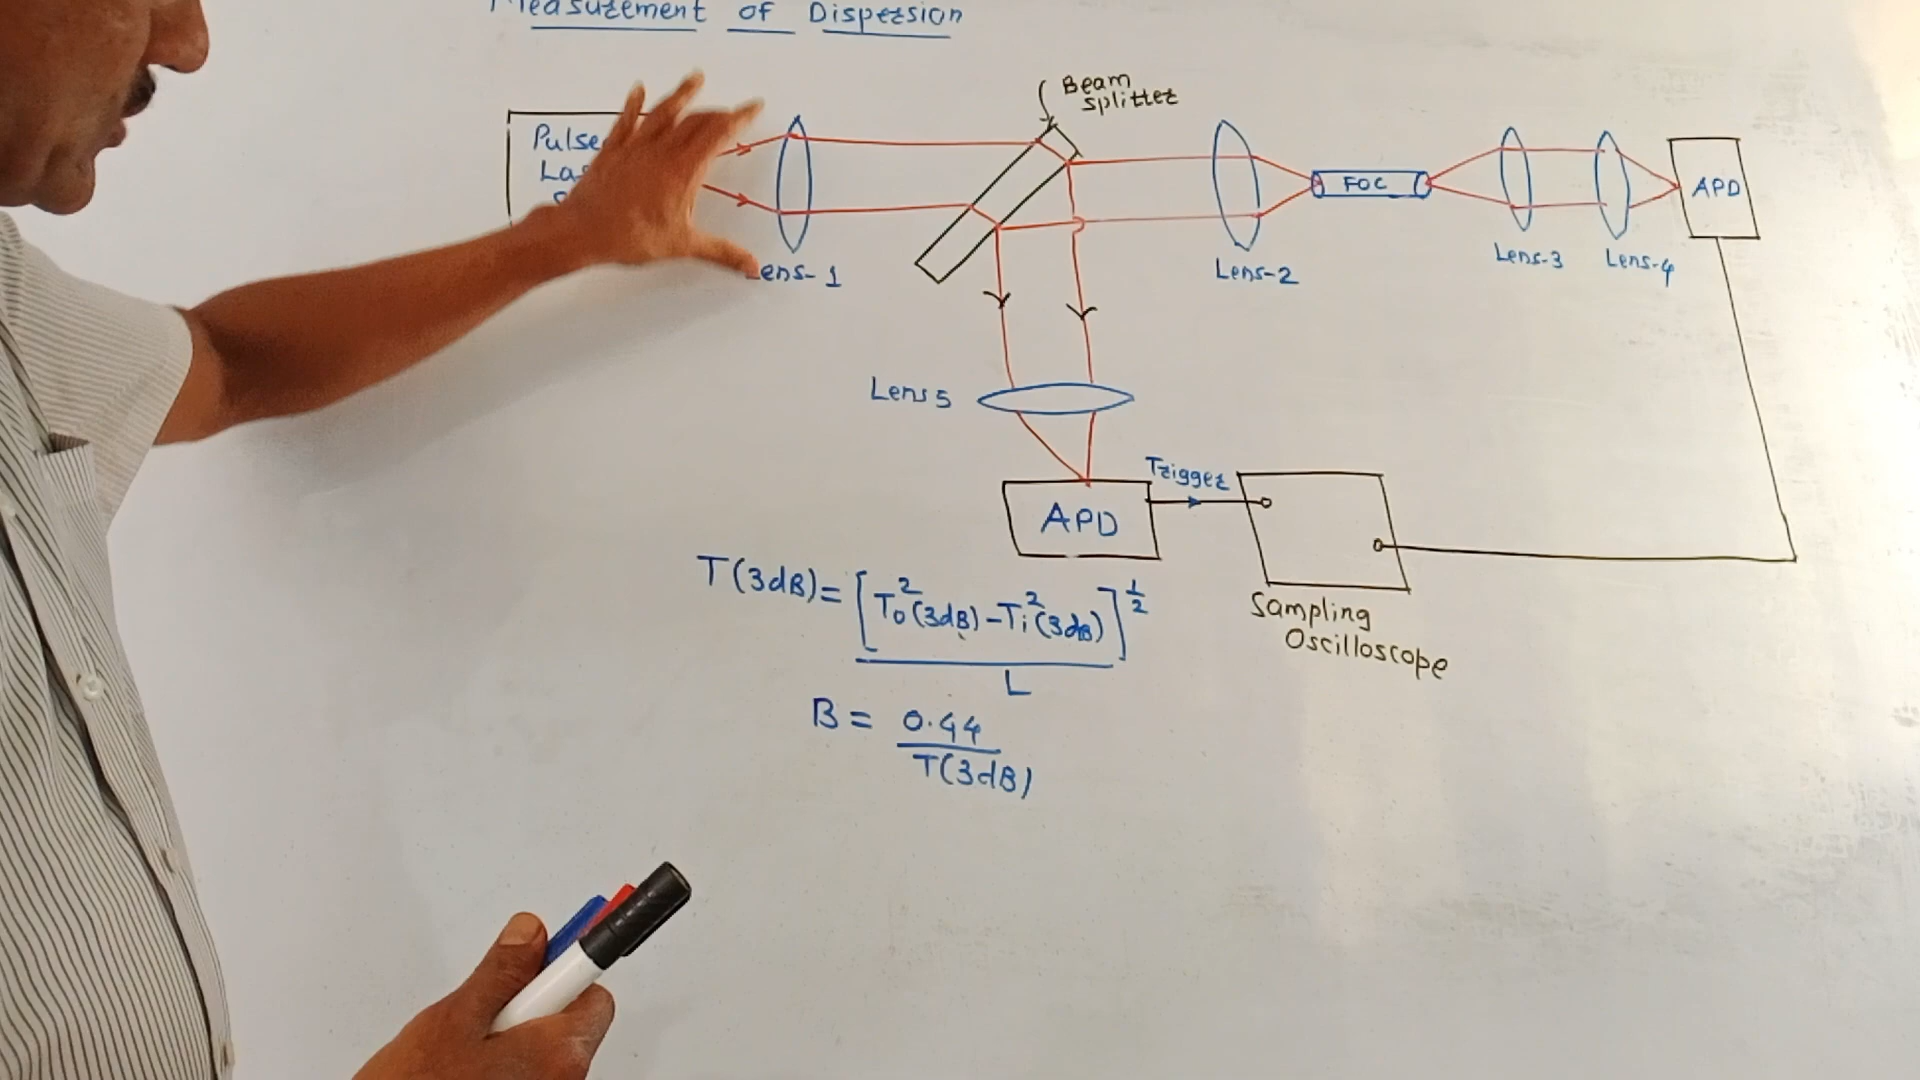 Measurement of Dispersion
Beam
splitter
Pulse
Lens-1
Lens-2
FOC
Lens-3
Lens-4
APD
Lens 5
APD
Trigger
Sampling
Oscilloscope
T(3dB) = [T₀²(3dB) - Tᵢ²(3dB)]^½ / L
B = 0.44 / T(3dB)